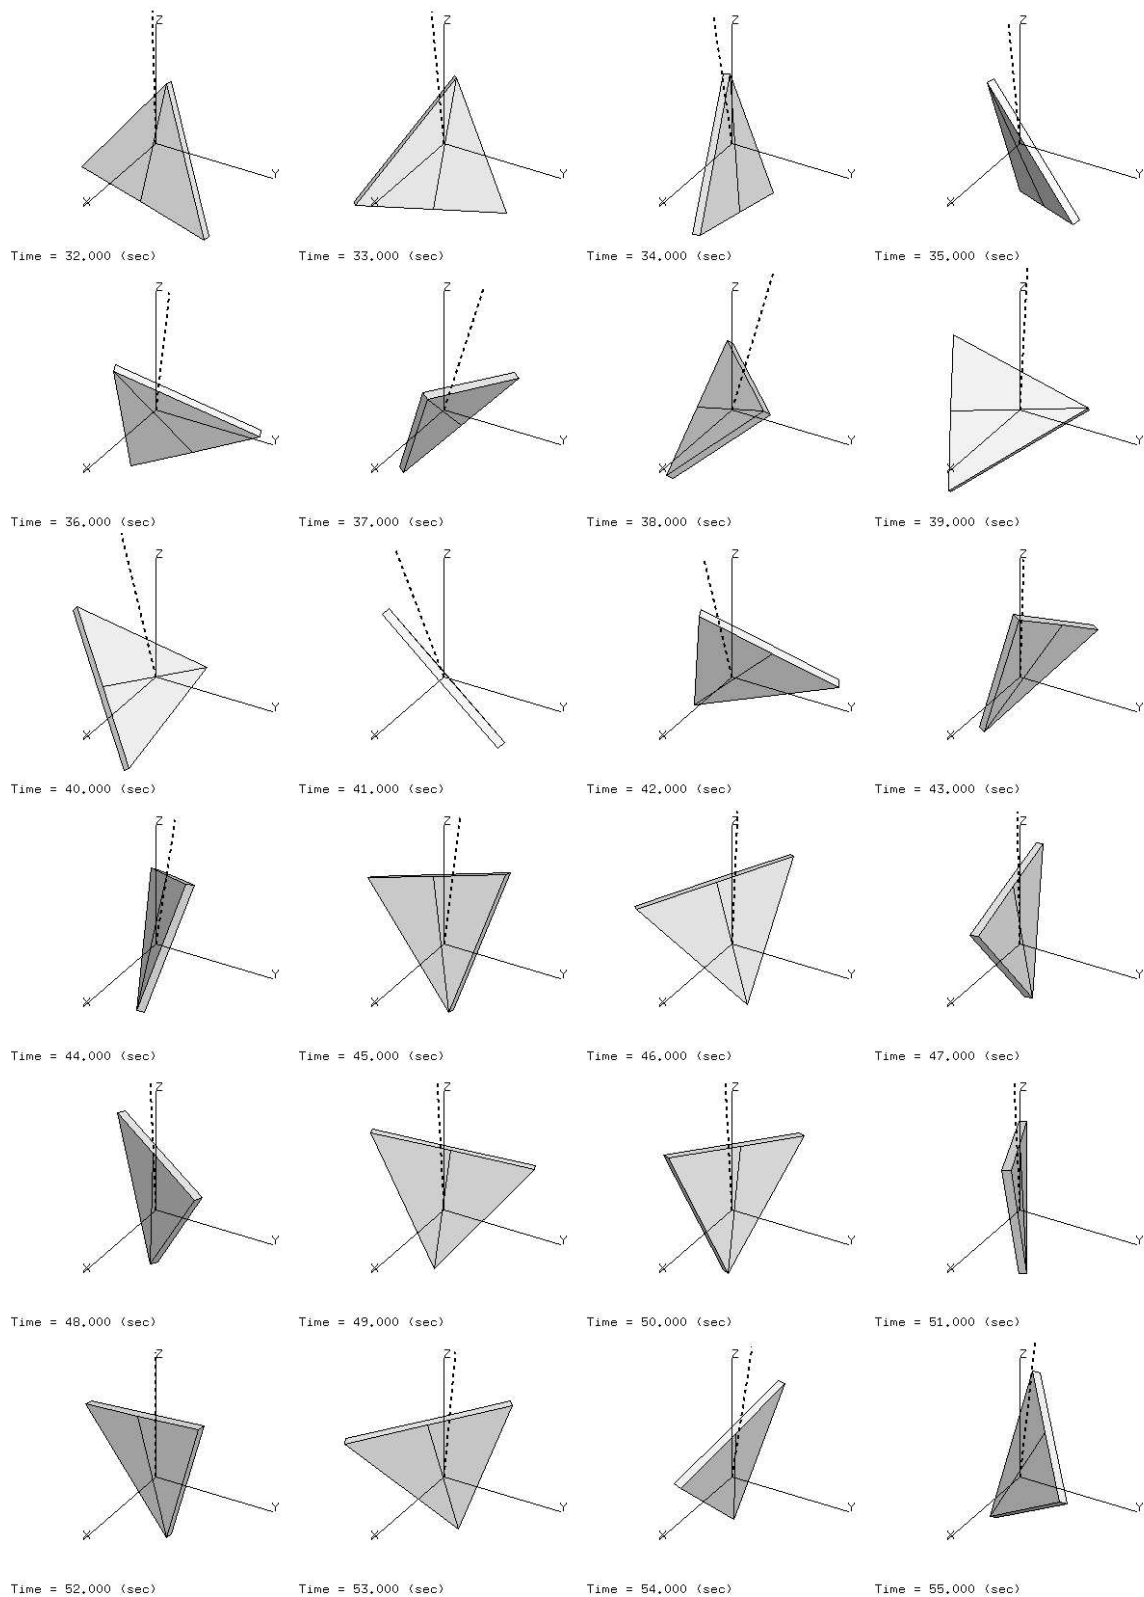 Z Z Z Z
Y Y Y Y
X X X X
Time = 32.000 (sec) Time = 33.000 (sec) Time = 34.000 (sec) Time = 35.000 (sec)
Z Z Z Z
Y Y Y Y
X X X X
Time = 36.000 (sec) Time = 37.000 (sec) Time = 38.000 (sec) Time = 39.000 (sec)
Z Z Z Z
Y Y Y Y
X X X X
Time = 40.000 (sec) Time = 41.000 (sec) Time = 42.000 (sec) Time = 43.000 (sec)
Z Z Z Z
Y Y Y Y
X X X X
Time = 44.000 (sec) Time = 45.000 (sec) Time = 46.000 (sec) Time = 47.000 (sec)
Z Z Z Z
Y Y Y Y
X X X X
Time = 48.000 (sec) Time = 49.000 (sec) Time = 50.000 (sec) Time = 51.000 (sec)
Z Z Z Z
Y Y Y Y
X X X X
Time = 52.000 (sec) Time = 53.000 (sec) Time = 54.000 (sec) Time = 55.000 (sec)